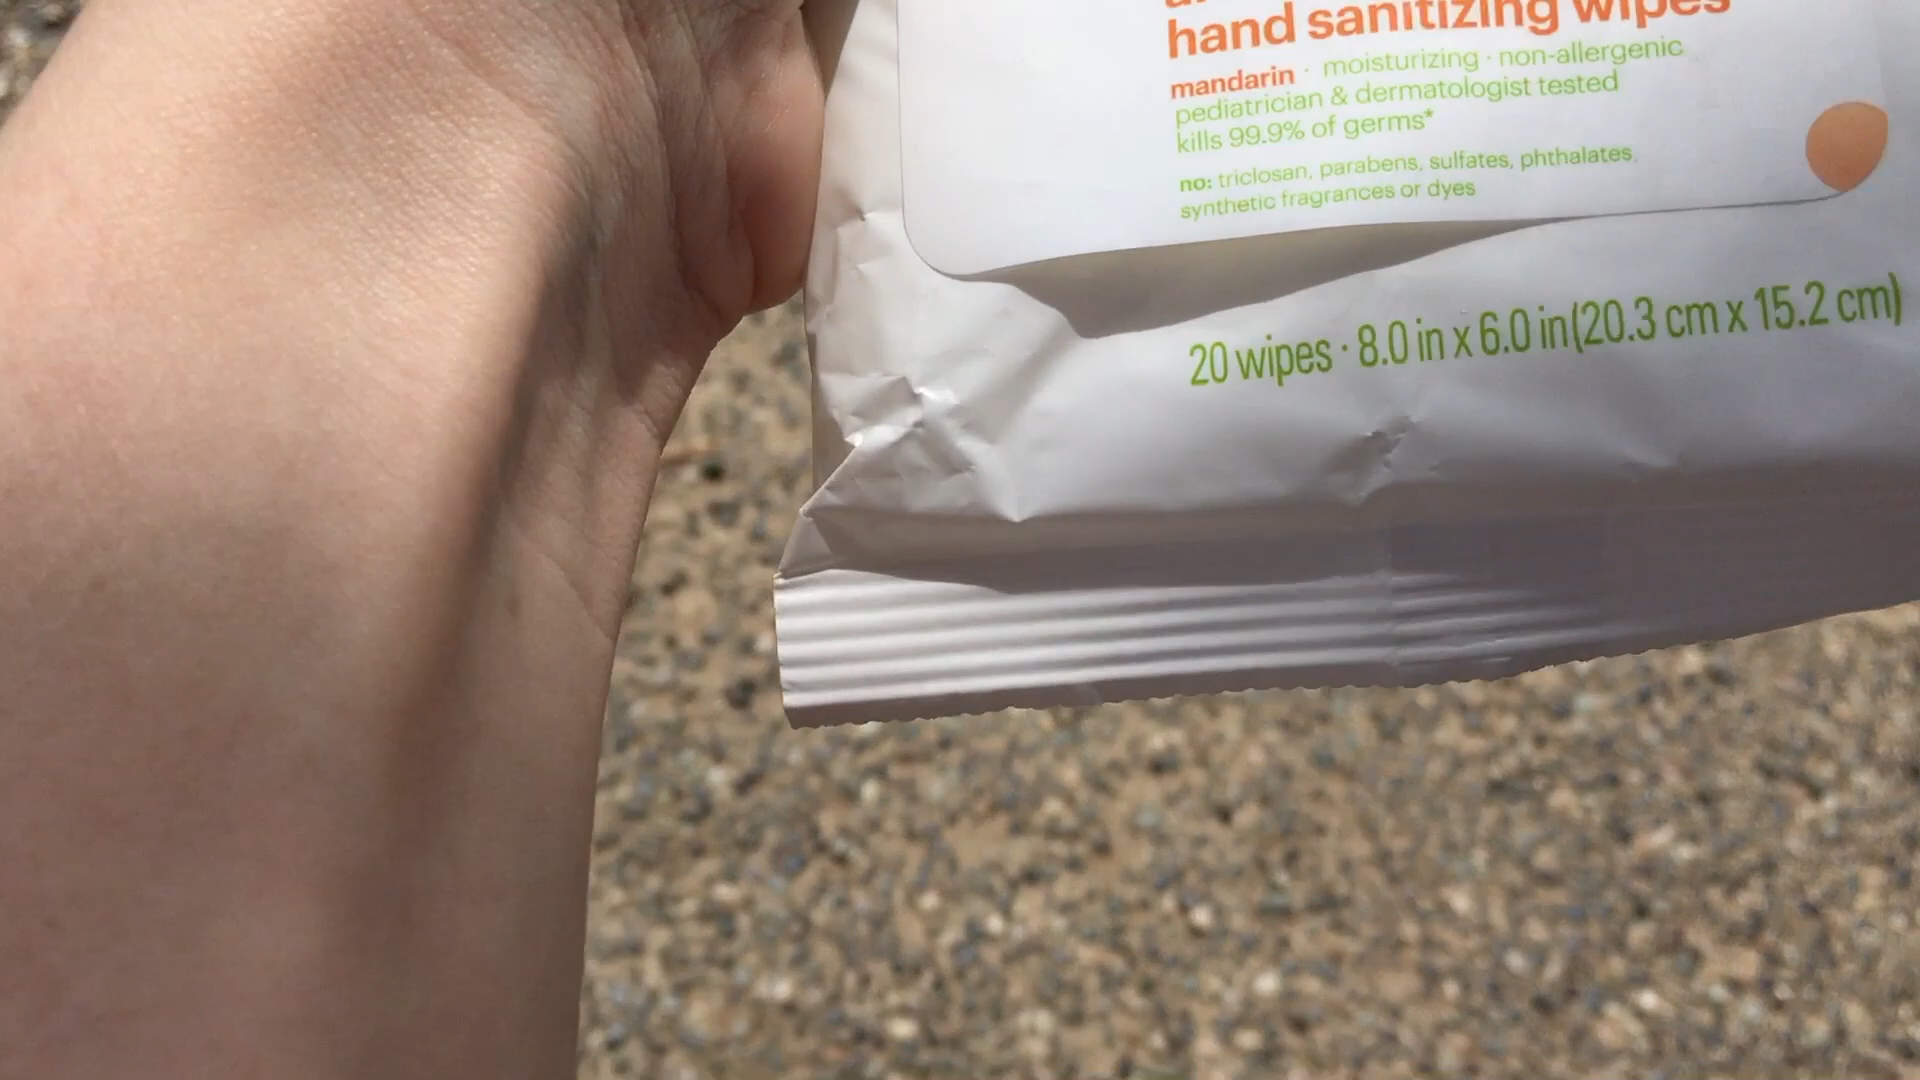 hand sanitizing wipes
mandarin · moisturizing · non-allergenic
pediatrician & dermatologist tested
kills 99.9% of germs*
no: triclosan, parabens, sulfates, phthalates,
synthetic fragrances or dyes
20 wipes · 8.0 in x 6.0 in (20.3 cm x 15.2 cm)